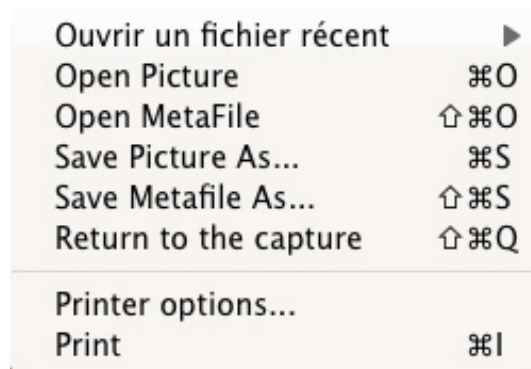 Ouvrir un fichier récent ▶
Open Picture ⌘O
Open MetaFile ⇧⌘O
Save Picture As... ⌘S
Save Metafile As... ⇧⌘S
Return to the capture ⇧⌘Q
Printer options...
Print ⌘I